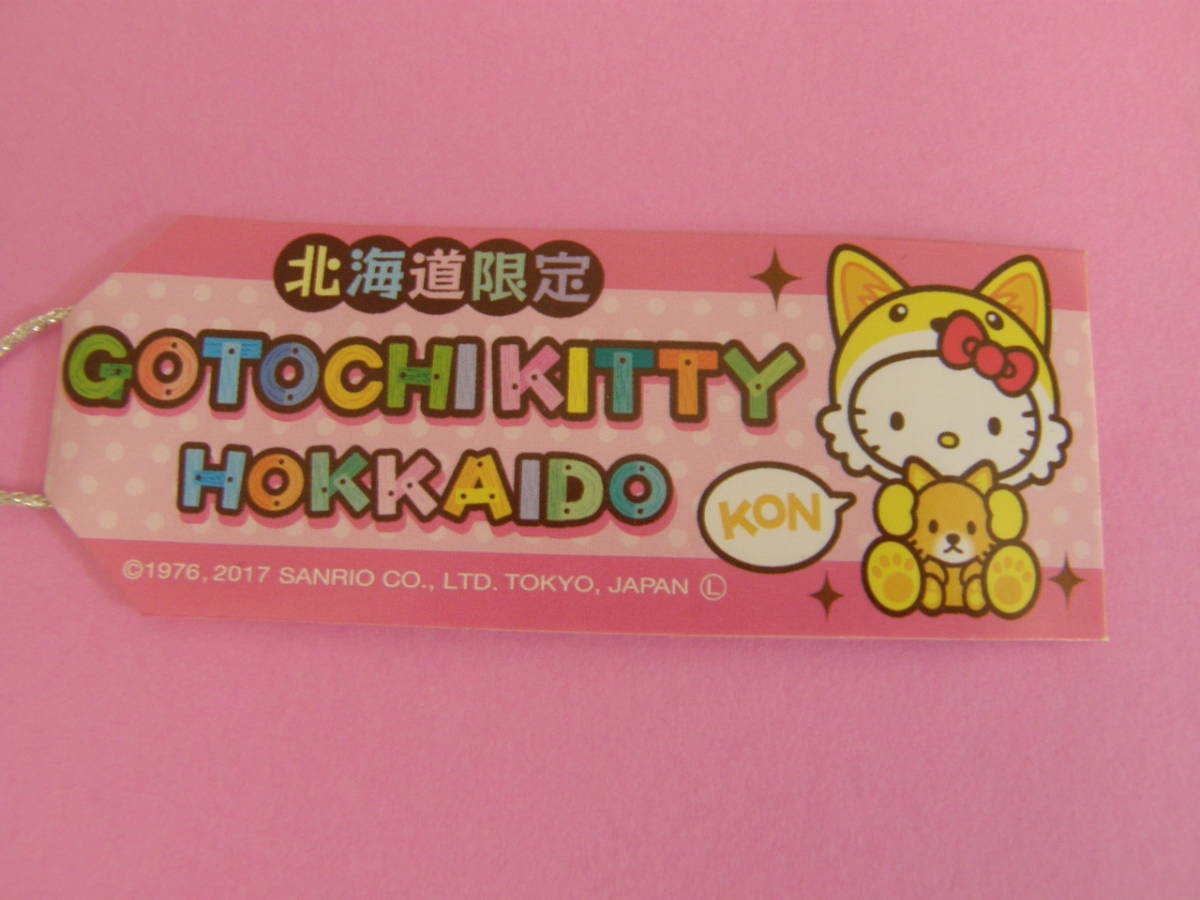 北海道限定
GOTOCHI KITTY
HOKKAIDO
KON
©1976, 2017 SANRIO CO., LTD. TOKYO, JAPAN Ⓛ